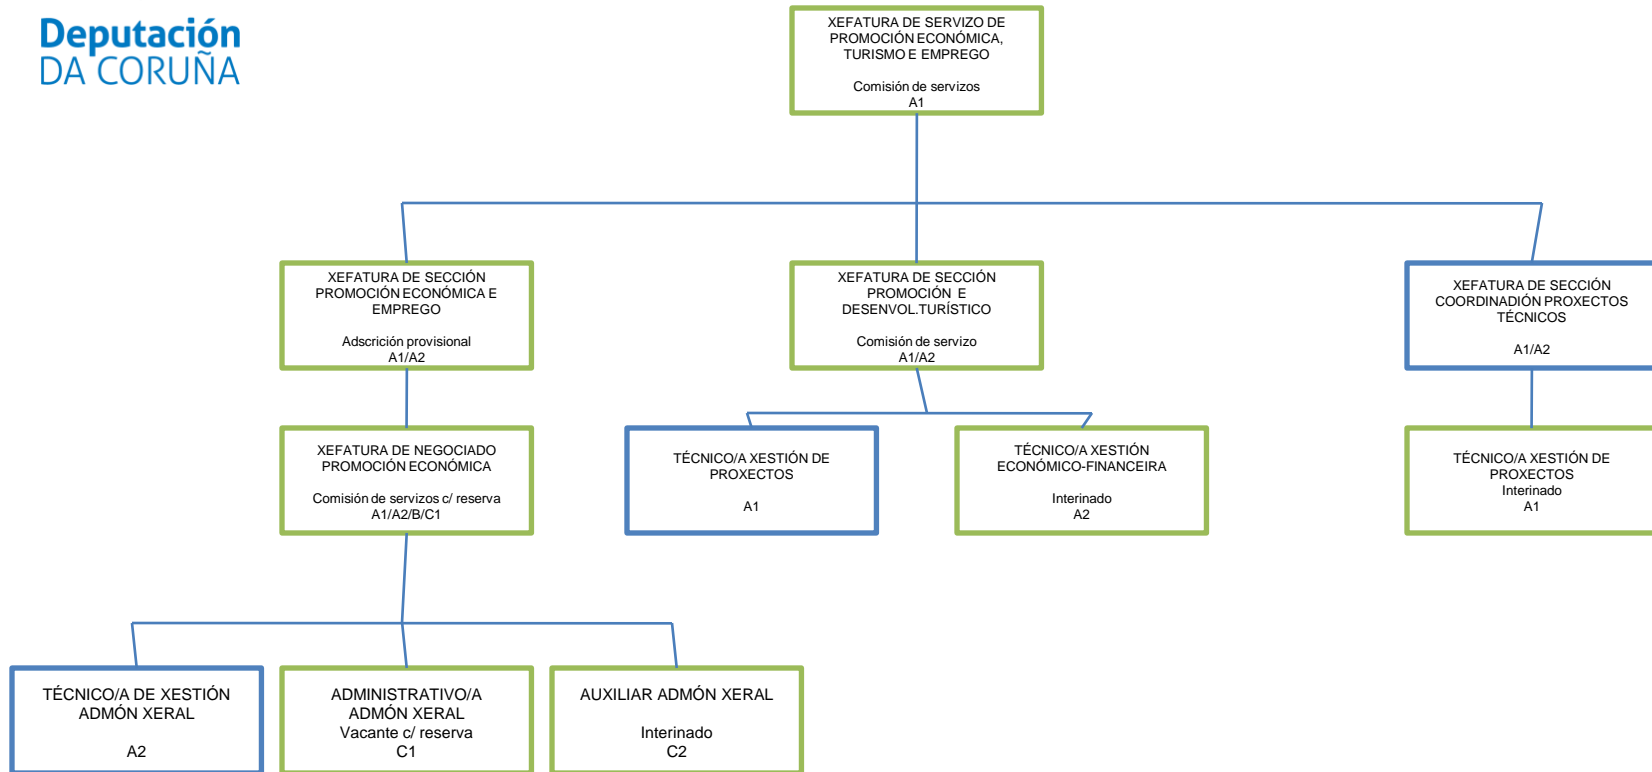 Deputación
DA CORUÑA
XEFATURA DE SERVIZO DE
PROMOCIÓN ECONÓMICA,
TURISMO E EMPREGO
Comisión de servizos
A1
XEFATURA DE SECCIÓN
PROMOCIÓN ECONÓMICA E
EMPREGO
Adscrición provisional
A1/A2
XEFATURA DE SECCIÓN
PROMOCIÓN E
DESENVOL.TURÍSTICO
Comisión de servizo
A1/A2
XEFATURA DE SECCIÓN
COORDINADIÓN PROXECTOS
TÉCNICOS
A1/A2
XEFATURA DE NEGOCIADO
PROMOCIÓN ECONÓMICA
Comisión de servizos c/ reserva
A1/A2/B/C1
TÉCNICO/A XESTIÓN DE
PROXECTOS
A1
TÉCNICO/A XESTIÓN
ECONÓMICO-FINANCEIRA
Interinado
A2
TÉCNICO/A XESTIÓN DE
PROXECTOS
Interinado
A1
TÉCNICO/A DE XESTIÓN
ADMÓN XERAL
A2
ADMINISTRATIVO/A
ADMÓN XERAL
Vacante c/ reserva
C1
AUXILIAR ADMÓN XERAL
Interinado
C2